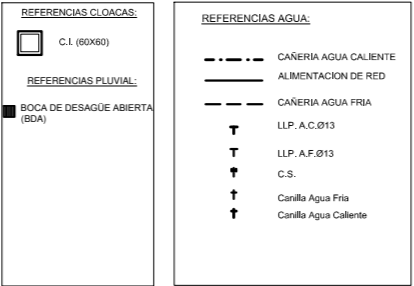 REFERENCIAS CLOACAS:
C.I. (60X60)
REFERENCIAS PLUVIAL:
BOCA DE DESAGÜE ABIERTA
(BDA)
REFERENCIAS AGUA:
CAÑERIA AGUA CALIENTE
ALIMENTACION DE RED
CAÑERIA AGUA FRIA
LLP. A.C.Ø13
LLP. A.F.Ø13
C.S.
Canilla Agua Fria
Canilla Agua Caliente